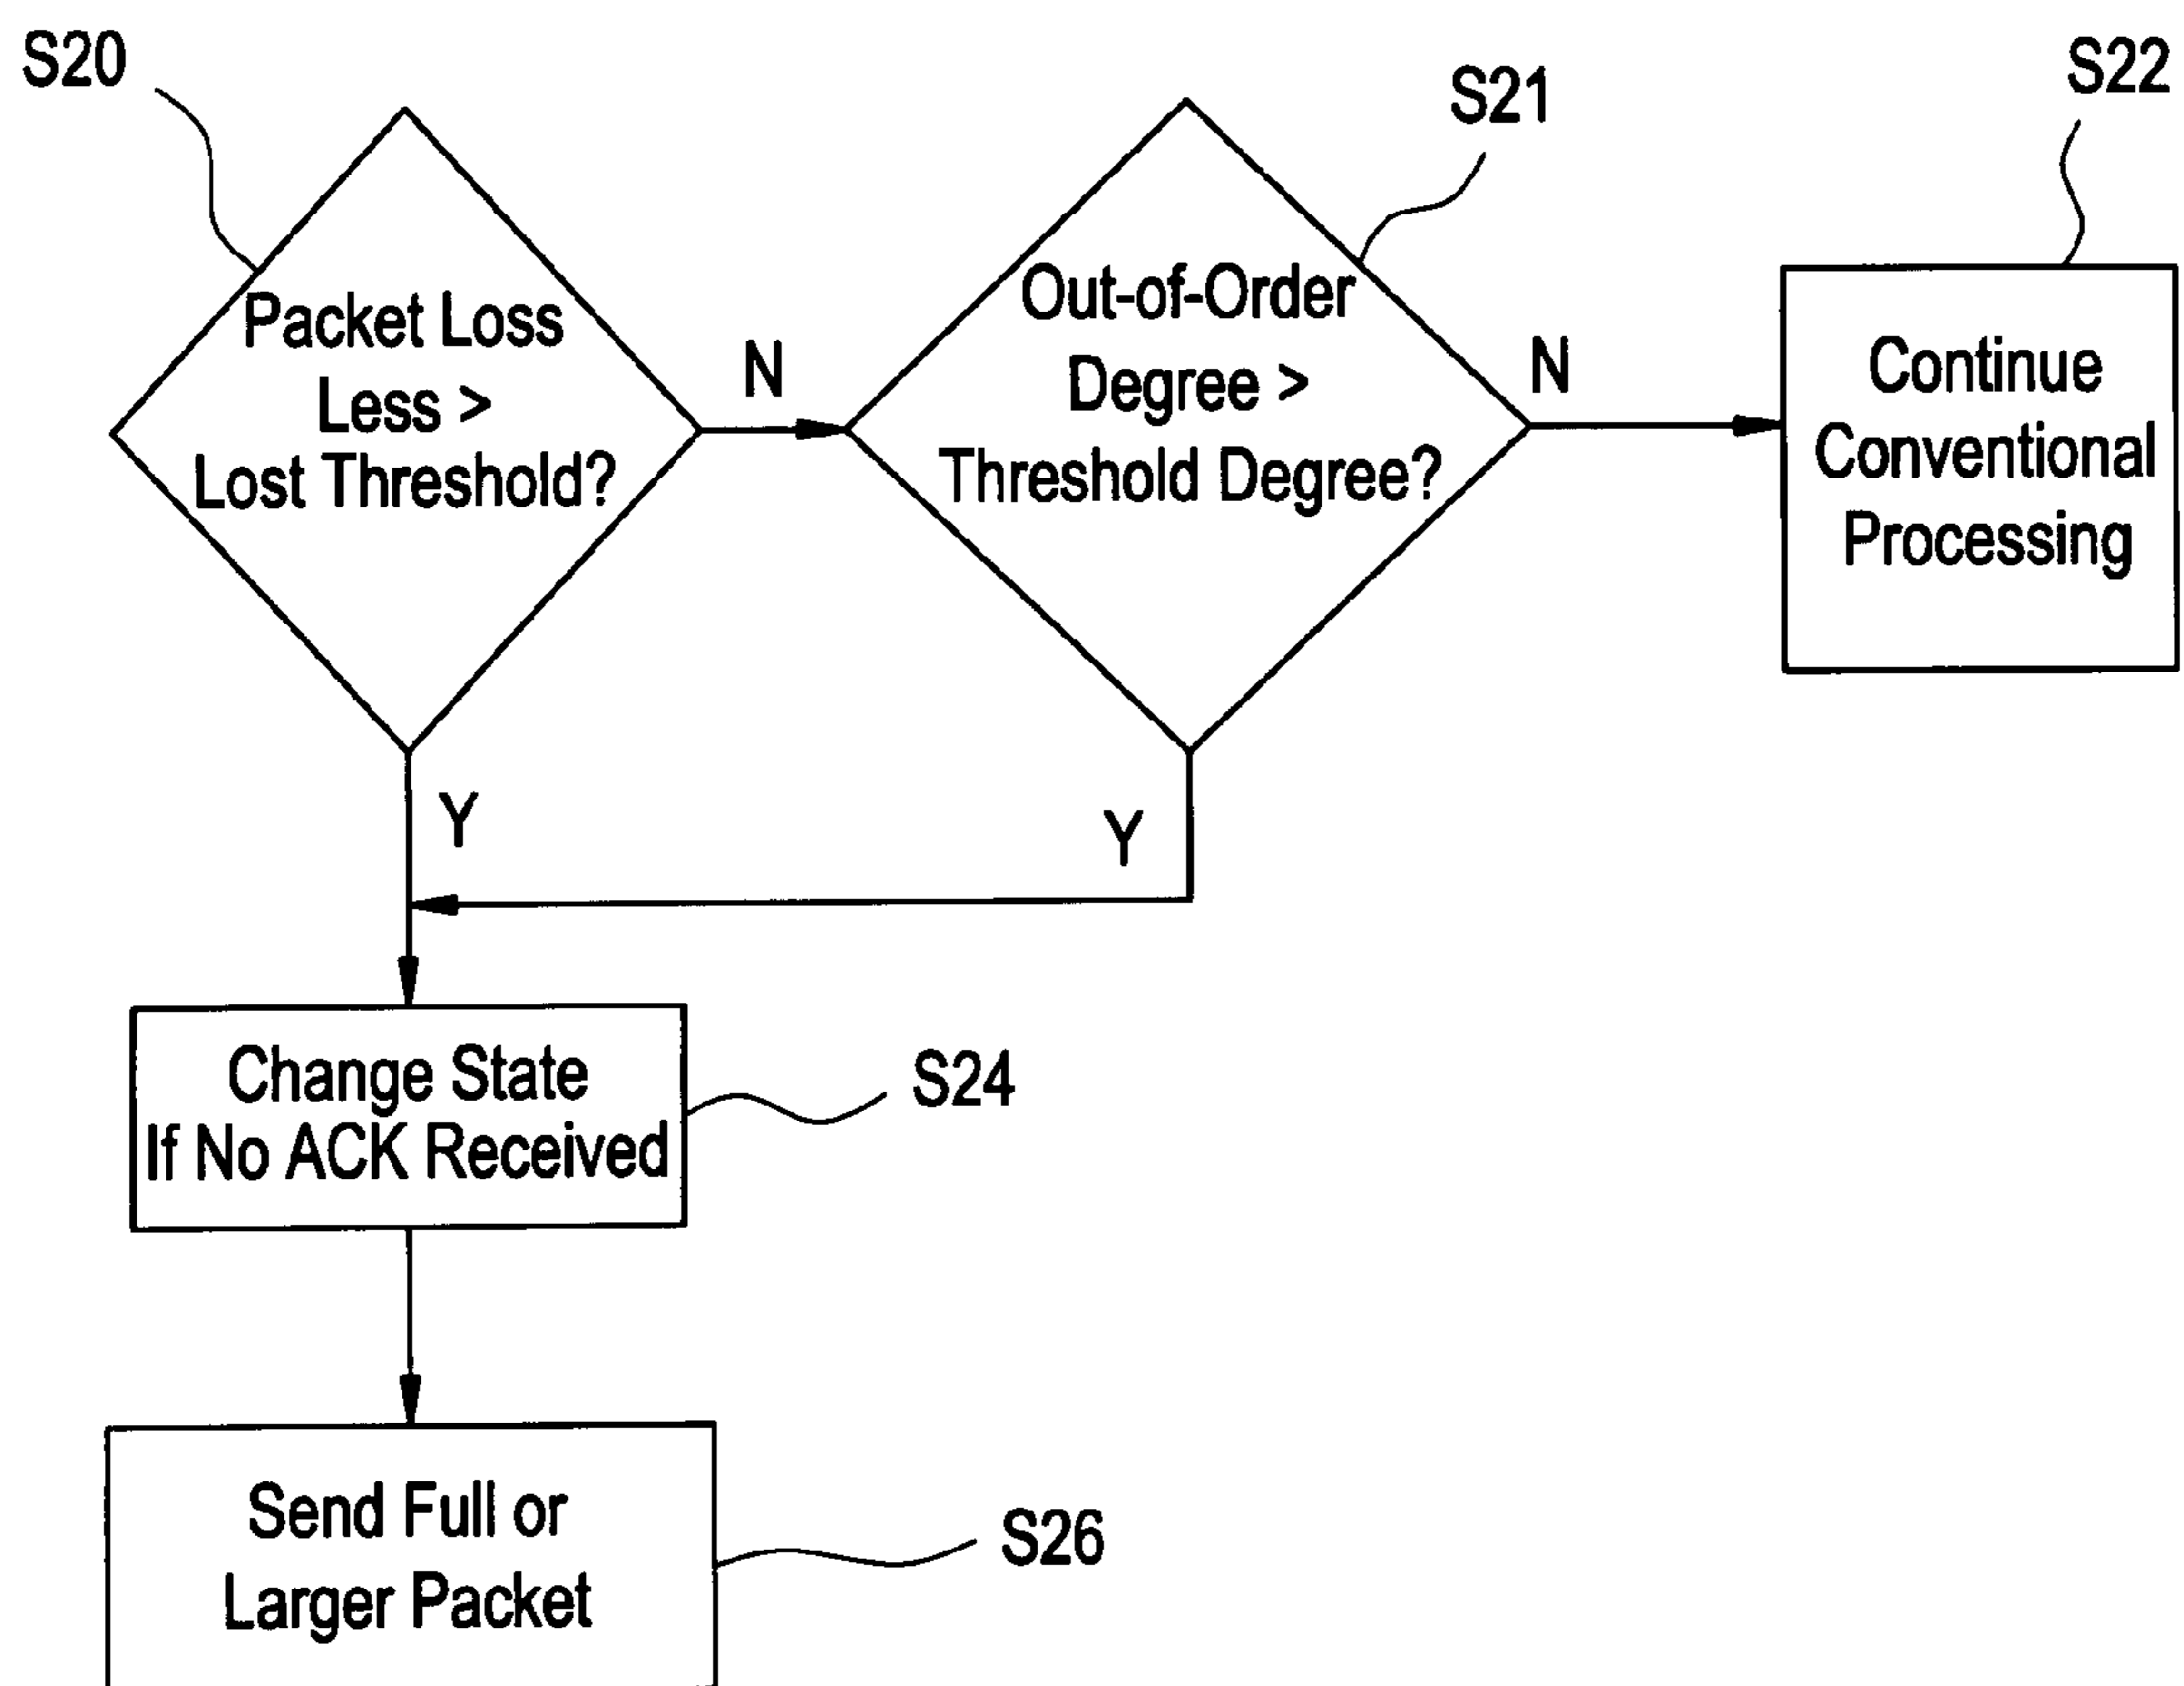 S20
Packet Loss
Less >
Lost Threshold?
N
S21
Out-of-Order
Degree >
Threshold Degree?
N
S22
Continue
Conventional
Processing
Y
Y
Change State
If No ACK Received
S24
Send Full or
Larger Packet
S26